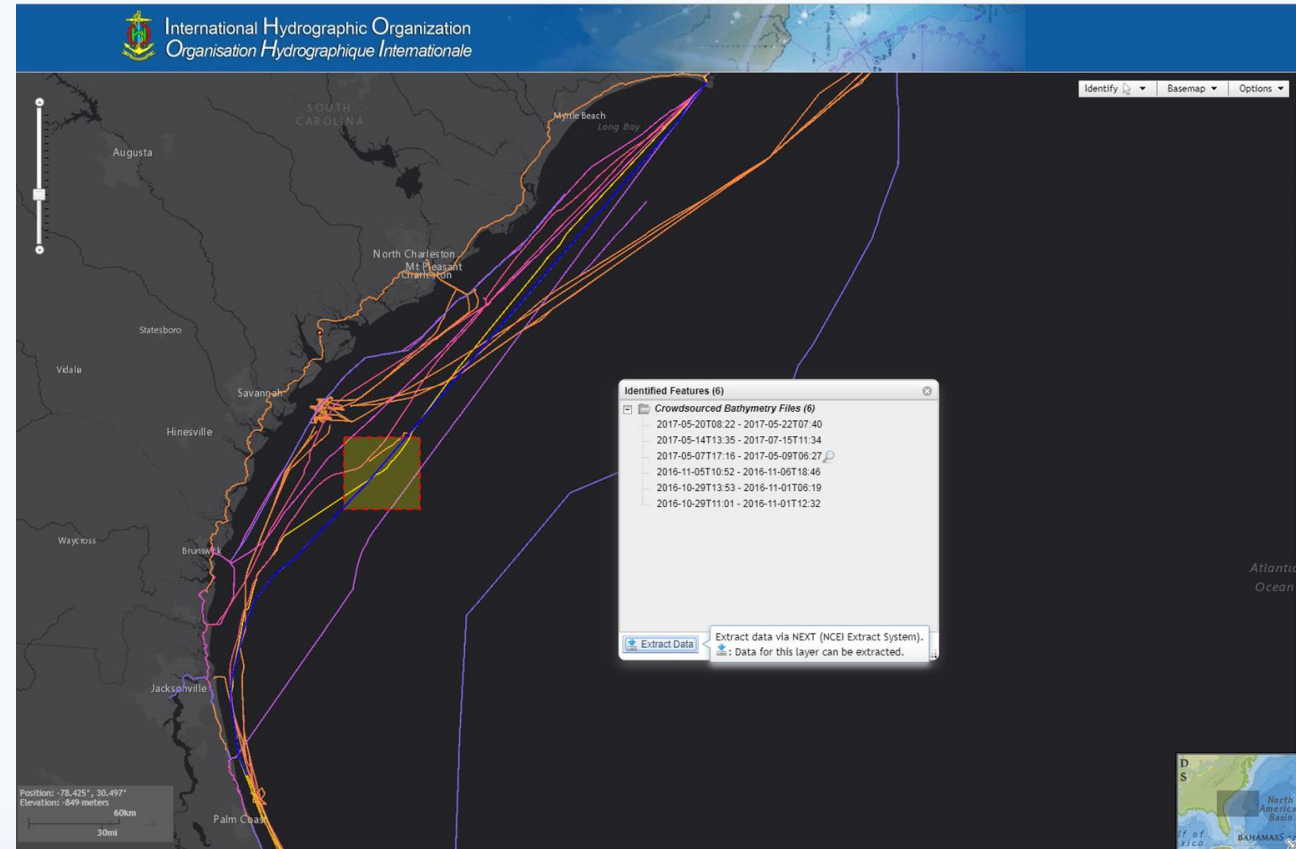 International Hydrographic Organization
Organisation Hydrographique Internationale
Identify
Basemap
Options
SOUTH
CAROLINA
Myrtle Beach
Long Bay
Augusta
North Charleston
Mt Pleasant
Charleston
Statesboro
Vidalia
Savannah
Hinesville
Waycross
Brunswick
Jacksonville
Palm Coast
Atlantic
Ocean
Identified Features (6)
Crowdsourced Bathymetry Files (6)
2017-05-20T08:22 - 2017-05-22T07:40
2017-05-14T13:35 - 2017-07-15T11:34
2017-05-07T17:16 - 2017-05-09T06:27
2016-11-05T10:52 - 2016-11-06T18:46
2016-10-29T13:53 - 2016-11-01T06:19
2016-10-29T11:01 - 2016-11-01T12:32
Extract Data
Extract data via NEXT (NCEI Extract System).
: Data for this layer can be extracted.
Position: -78.425°, 30.497°
Elevation: -849 meters
60km
30mi
D
S
North
America
Basin
f of
xico
BAHAMAS